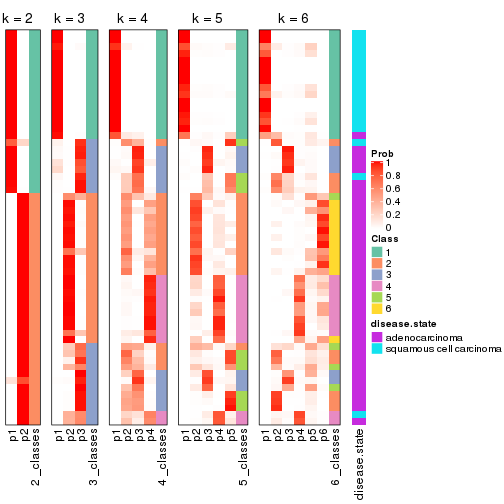 k = 2
k = 3
k = 4
k = 5
k = 6
Prob
1
0.8
0.6
0.4
0.2
0
Class
1
2
3
4
5
6
disease.state
adenocarcinoma
squamous cell carcinoma
p1
p2
2_classes
p1
p2
p3
3_classes
p1
p2
p3
p4
4_classes
p1
p2
p3
p4
p5
5_classes
p1
p2
p3
p4
p5
p6
6_classes
disease.state